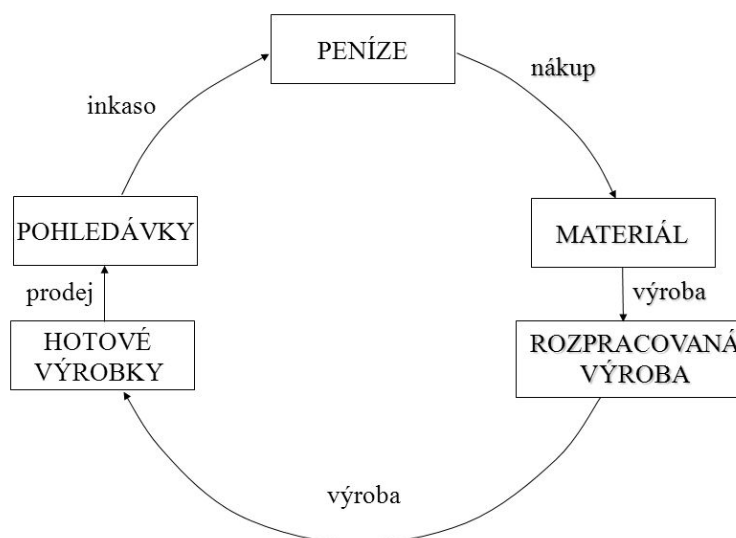 PENÍZE
nákup
inkaso
POHLEDÁVKY
MATERIÁL
prodej
výroba
HOTOVÉ
VÝROBKY
ROZPRACOVANÁ
VÝROBA
výroba